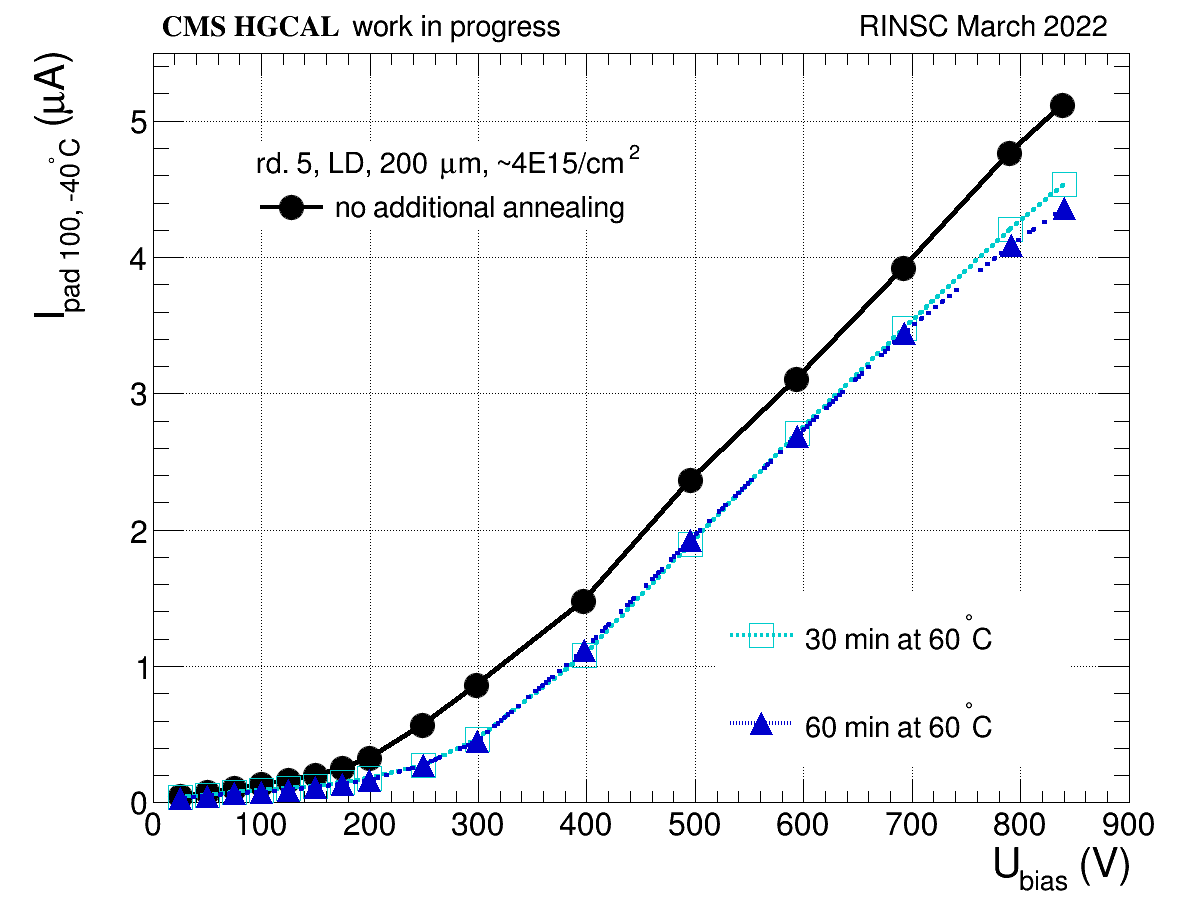 CMS HGCAL work in progress RINSC March 2022
I pad 100, -40°C (μA)
rd. 5, LD, 200 μm, ~4E15/cm²
no additional annealing
5
4
3
2
1
0
30 min at 60°C
60 min at 60°C
0 100 200 300 400 500 600 700 800 900
U bias (V)